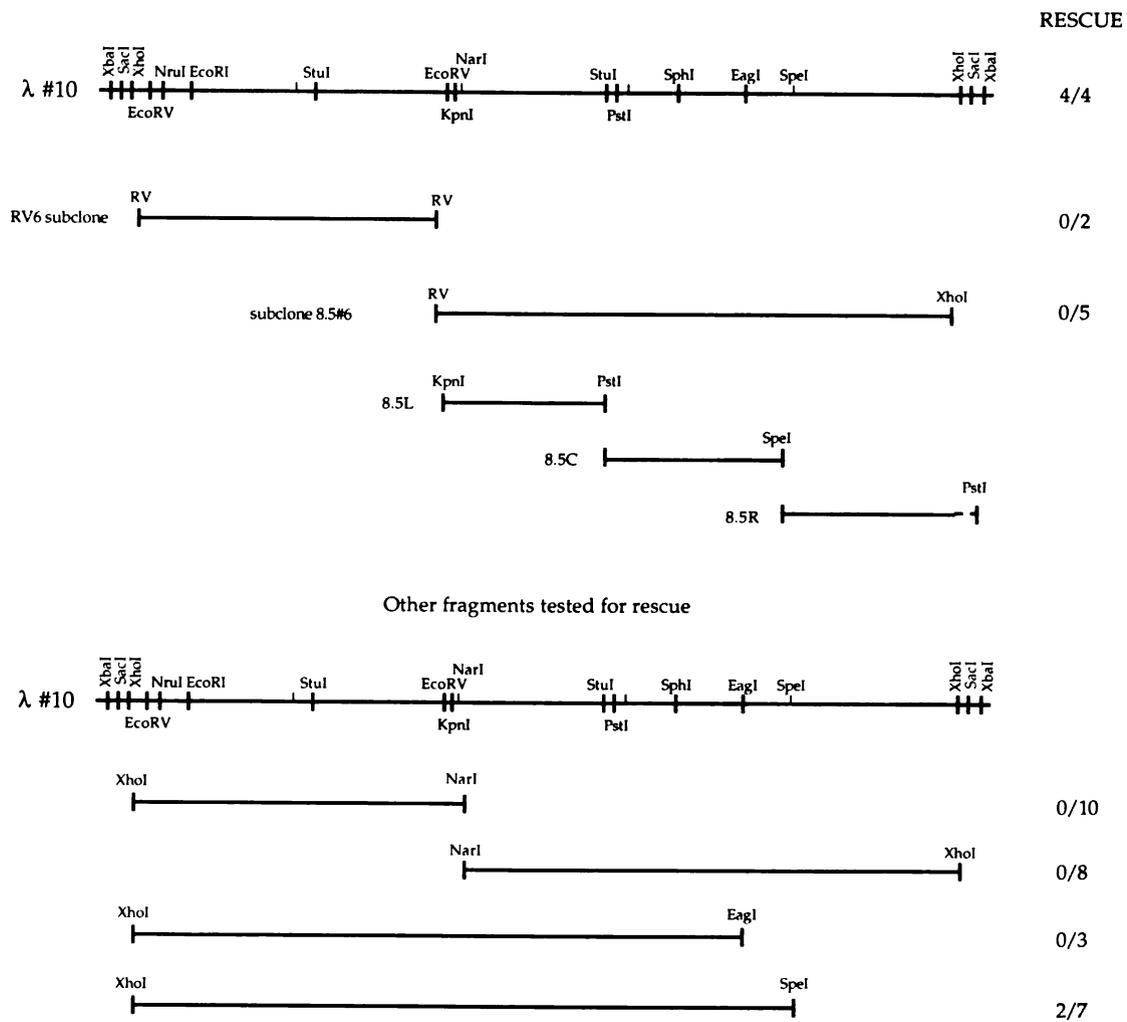 RESCUE
XbaI SacI XhoI NruI EcoRI StuI EcoRV NarI StuI SphI EagI SpeI XhoI SacI XbaI
λ #10 4/4
EcoRV KpnI PstI
RV RV
RV6 subclone 0/2
RV XhoI
subclone 8.5#6 0/5
KpnI PstI
8.5L
SpeI
8.5C
PstI
8.5R
Other fragments tested for rescue
XbaI SacI XhoI NruI EcoRI StuI EcoRV NarI StuI SphI EagI SpeI XhoI SacI XbaI
λ #10
EcoRV KpnI PstI
XhoI NarI
0/10
NarI XhoI
0/8
XhoI EagI
0/3
XhoI SpeI
2/7